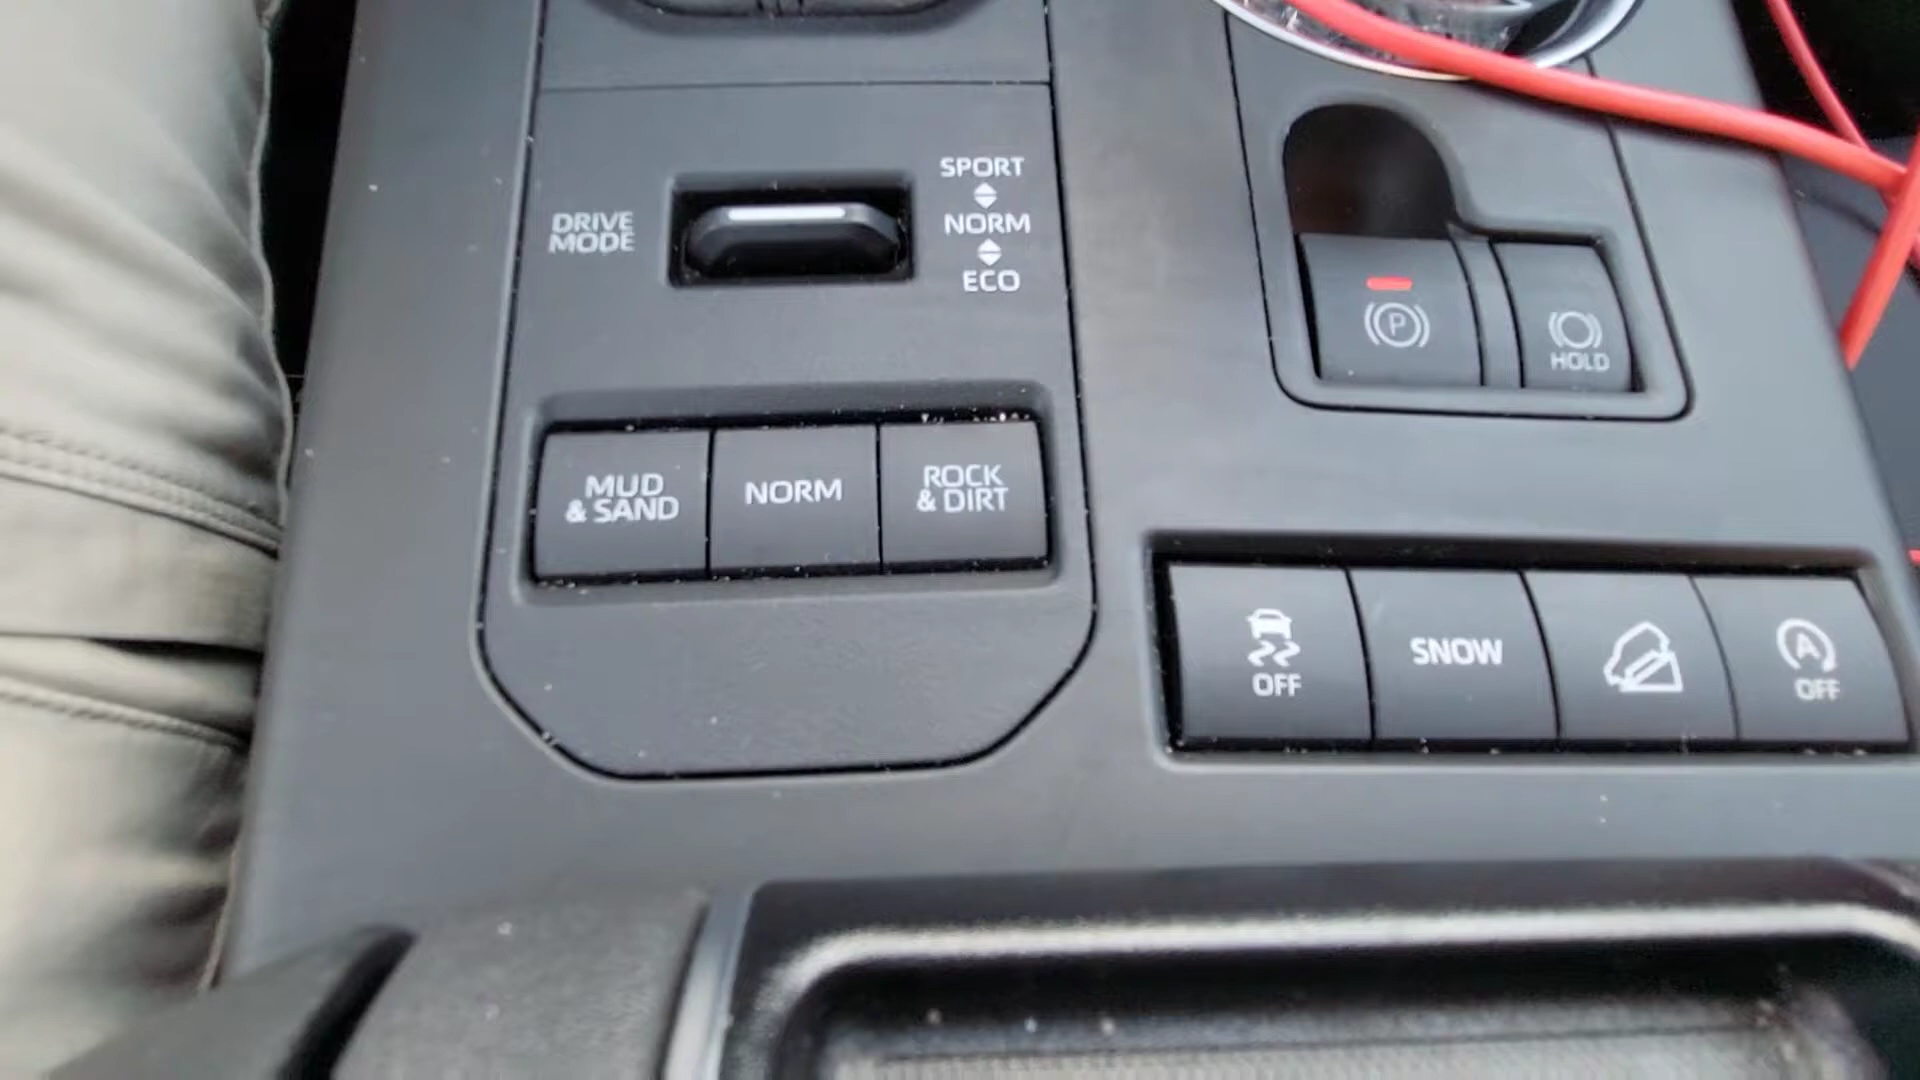 SPORT
DRIVE
MODE
NORM
ECO
P
HOLD
MUD
& SAND
NORM
ROCK
& DIRT
OFF
SNOW
A
OFF